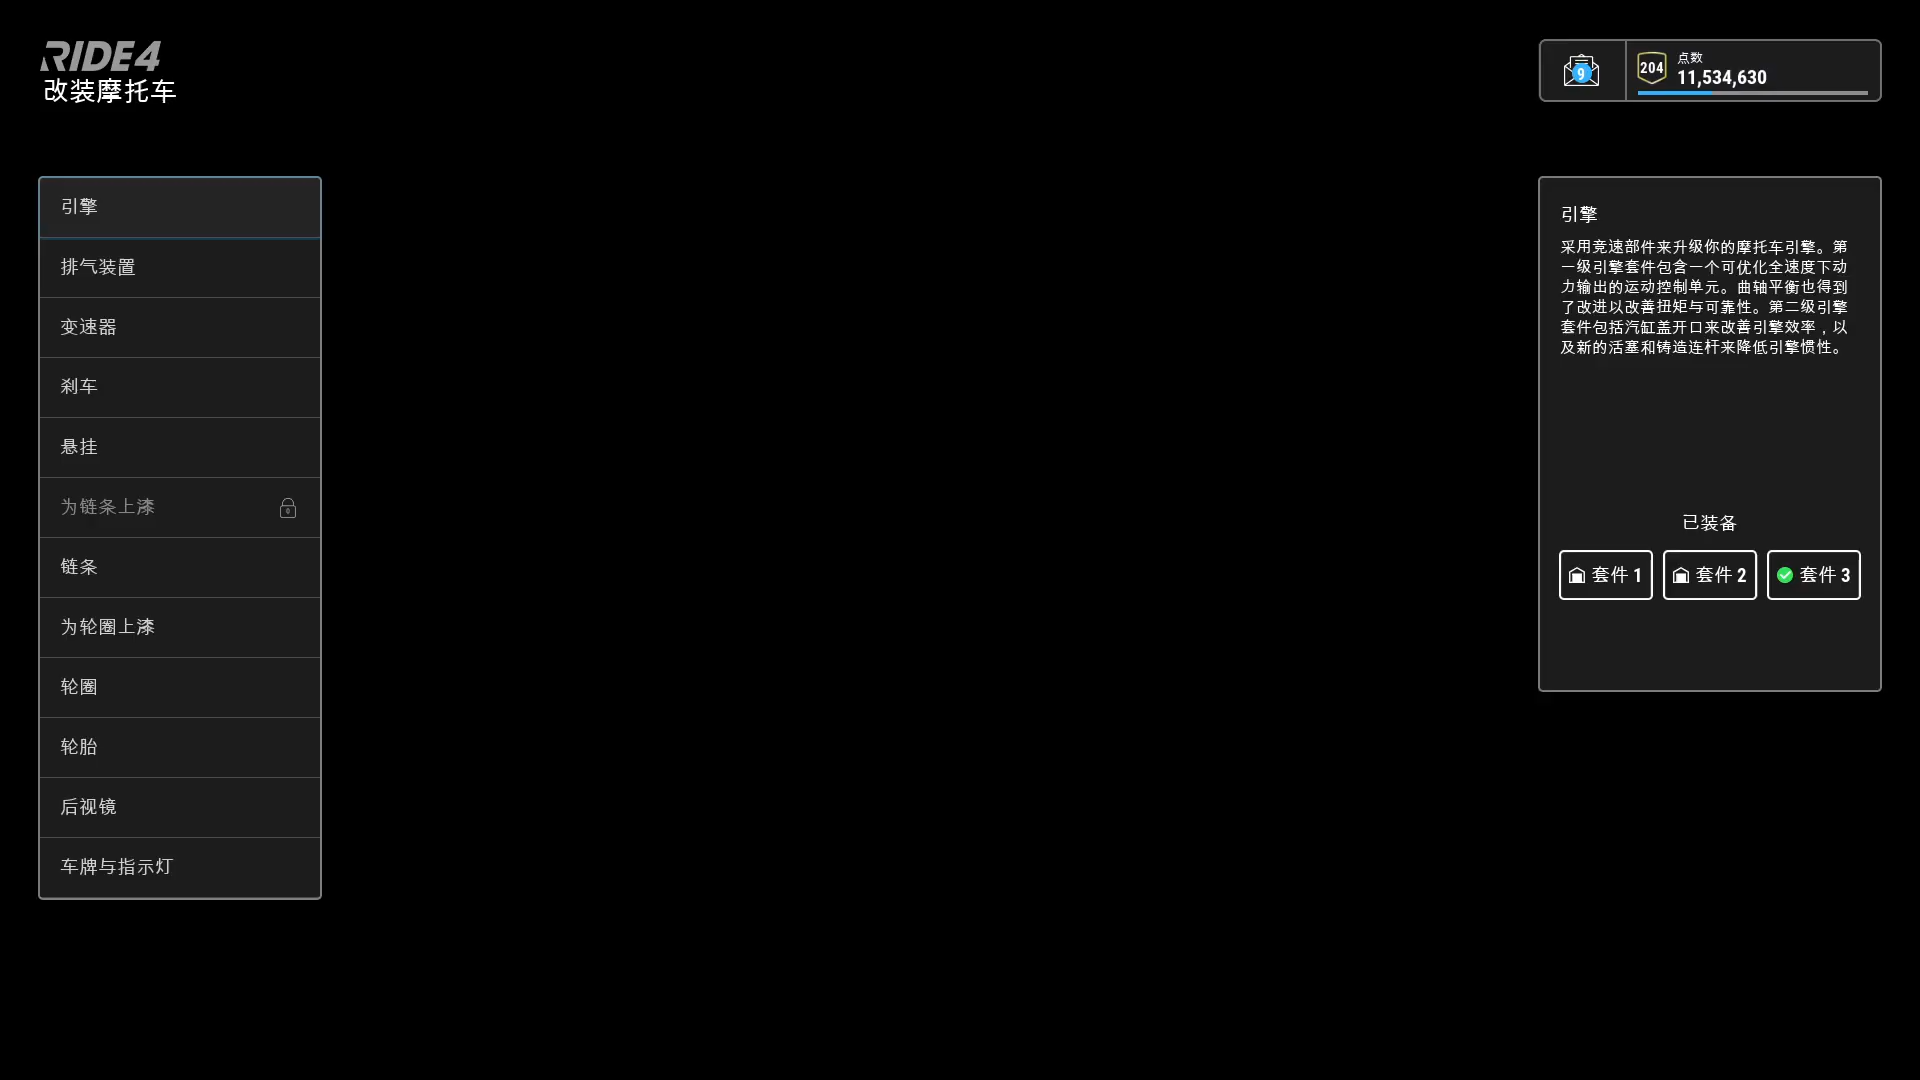 RIDE4
改装摩托车
9
204
点数
11,534,630
引擎
排气装置
变速器
刹车
悬挂
为链条上漆
链条
为轮圈上漆
轮圈
轮胎
后视镜
车牌与指示灯
引擎
采用竞速部件来升级你的摩托车引擎。第
一级引擎套件包含一个可优化全速度下动
力输出的运动控制单元。曲轴平衡也得到
了改进以改善扭矩与可靠性。第二级引擎
套件包括汽缸盖开口来改善引擎效率，以
及新的活塞和铸造连杆来降低引擎惯性。
已装备
套件 1
套件 2
套件 3